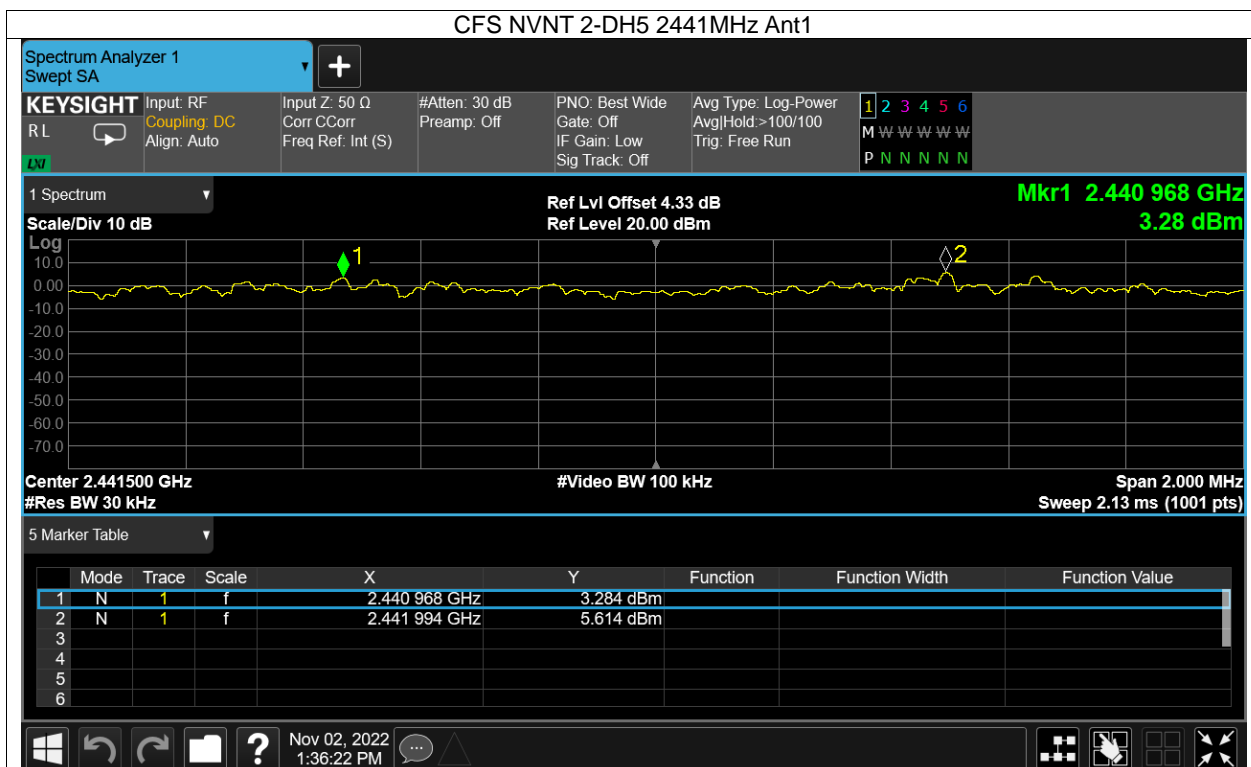 CFS NVNT 2-DH5 2441MHz Ant1
Spectrum Analyzer 1
Swept SA
KEYSIGHT
R L
LXI
Input: RF
Coupling: DC
Align: Auto
Input Z: 50 Ω
Corr CCorr
Freq Ref: Int (S)
#Atten: 30 dB
Preamp: Off
PNO: Best Wide
Gate: Off
IF Gain: Low
Sig Track: Off
Avg Type: Log-Power
Avg|Hold:>100/100
Trig: Free Run
1 2 3 4 5 6
M W W W W W
P N N N N N
1 Spectrum
Scale/Div 10 dB
Ref Lvl Offset 4.33 dB
Ref Level 20.00 dBm
Mkr1 2.440 968 GHz
3.28 dBm
Log
10.0
0.00
-10.0
-20.0
-30.0
-40.0
-50.0
-60.0
-70.0
1
2
Center 2.441500 GHz
#Res BW 30 kHz
#Video BW 100 kHz
Span 2.000 MHz
Sweep 2.13 ms (1001 pts)
5 Marker Table
Mode Trace Scale X Y Function Function Width Function Value
1 N 1 f 2.440 968 GHz 3.284 dBm
2 N 1 f 2.441 994 GHz 5.614 dBm
3
4
5
6
?
Nov 02, 2022
1:36:22 PM